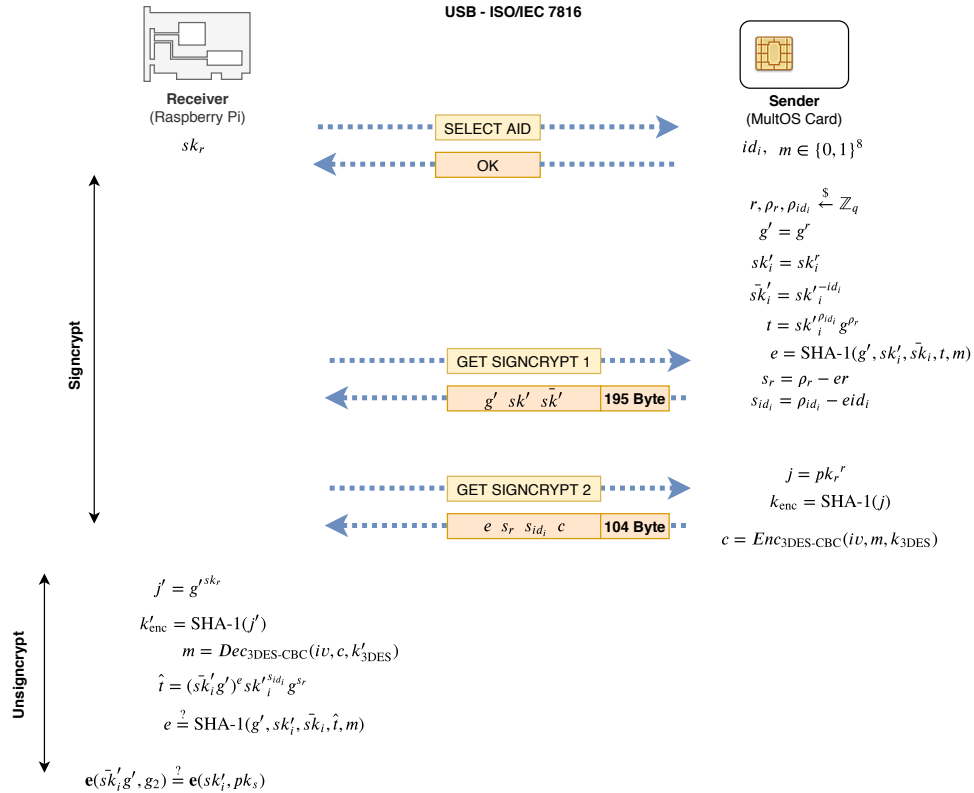 USB - ISO/IEC 7816
Receiver
(Raspberry Pi)
sk_r
Sender
(MultOS Card)
id_i, m ∈ {0, 1}^8
SELECT AID
OK
Signcrypt
r, ρ_r, ρ_{id_i} ←^$ ℤ_q
g′ = g^r
sk′_i = sk_i^r
s̄k′_i = sk′_i^{−id_i}
t = sk′_i^{ρ_{id_i}} g^{ρ_r}
e = SHA-1(g′, sk′_i, s̄k_i, t, m)
s_r = ρ_r − er
s_{id_i} = ρ_{id_i} − eid_i
GET SIGNCRYPT 1
g′ sk′ s̄k′ 195 Byte
GET SIGNCRYPT 2
e s_r s_{id_i} c 104 Byte
j = pk_r^r
k_enc = SHA-1(j)
c = Enc_{3DES-CBC}(iv, m, k_{3DES})
Unsigncrypt
j′ = g′^{sk_r}
k′_enc = SHA-1(j′)
m = Dec_{3DES-CBC}(iv, c, k′_{3DES})
t̂ = (s̄k′_i g′)^e sk′_i^{s_{id_i}} g^{s_r}
e ≟ SHA-1(g′, sk′_i, s̄k_i, t̂, m)
e(s̄k′_i g′, g_2) ≟ e(sk′_i, pk_s)